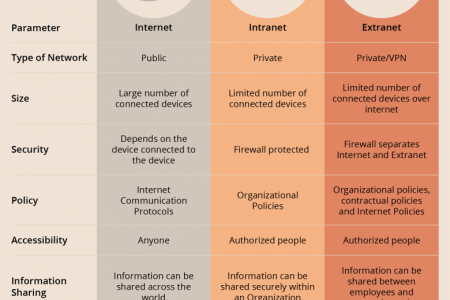 Parameter Internet Intranet Extranet
Type of Network Public Private Private/VPN
Size
Large number of
connected devices
Limited number of
connected devices
Limited number of
connected devices over
internet
Security
Depends on the
device connected to
the device
Firewall protected
Firewall separates
Internet and Extranet
Policy
Internet
Communication
Protocols
Organizational
Policies
Organizational policies,
contractual policies
and Internet Policies
Accessibility Anyone Authorized people Authorized people
Information
Sharing
Information can be
shared across the
world
Information can be
shared securely within
an Organization
Information can be
shared between
employees and